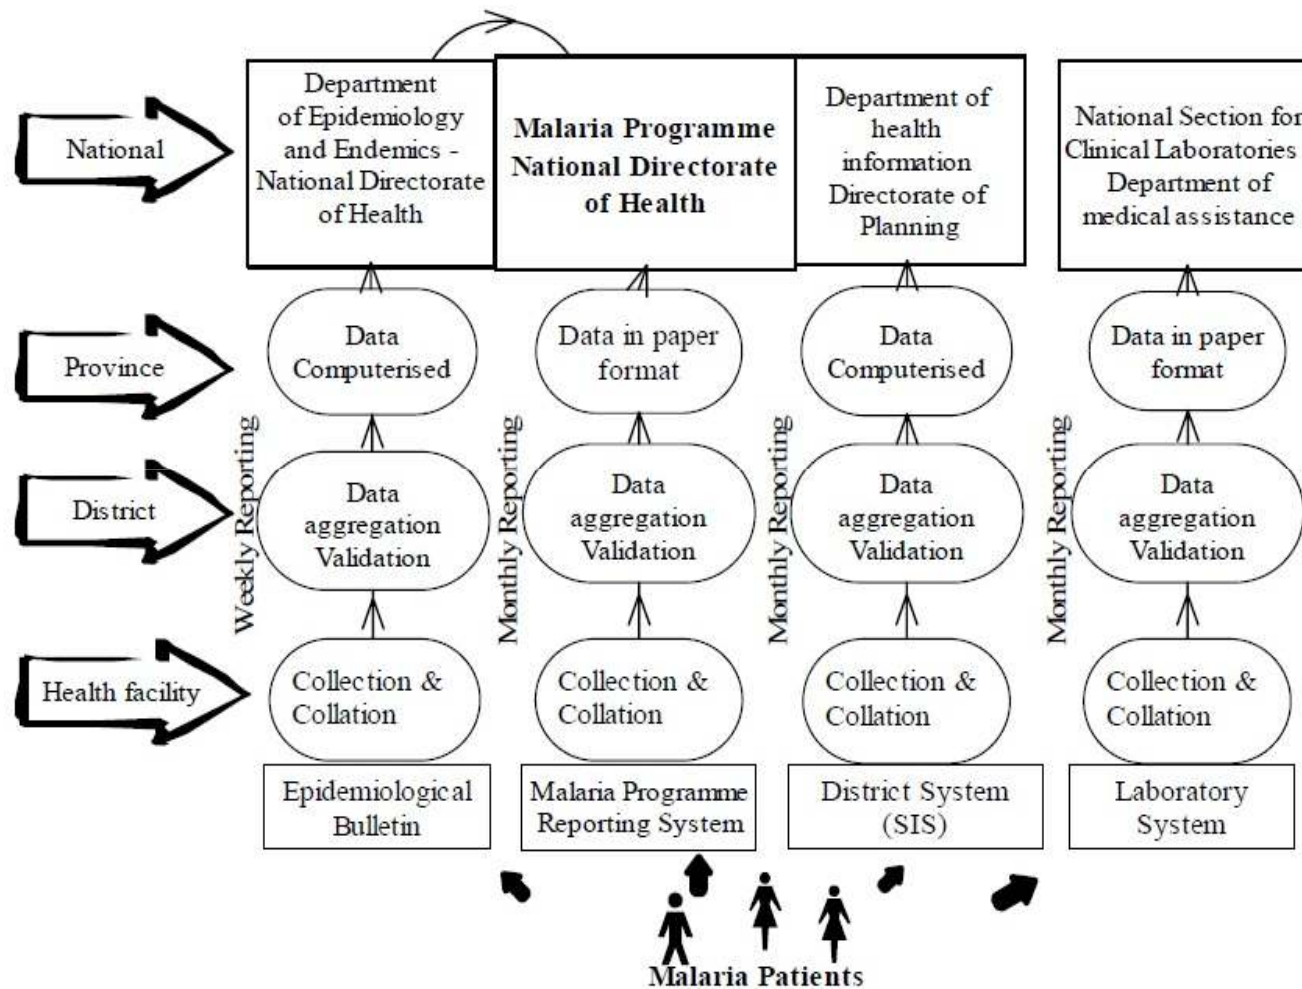 National
Department
of Epidemiology
and Endemics -
National Directorate
of Health
Malaria Programme
National Directorate
of Health
Department of
health
information
Directorate of
Planning
National Section for
Clinical Laboratories
Department of
medical assistance
Province
Data
Computerised
Data in paper
format
Data
Computerised
Data in paper
format
District
Weekly Reporting
Data
aggregation
Validation
Monthly Reporting
Data
aggregation
Validation
Monthly Reporting
Data
aggregation
Validation
Monthly Reporting
Data
aggregation
Validation
Health facility
Collection &
Collation
Collection &
Collation
Collection &
Collation
Collection &
Collation
Epidemiological
Bulletin
Malaria Programme
Reporting System
District System
(SIS)
Laboratory
System
Malaria Patients